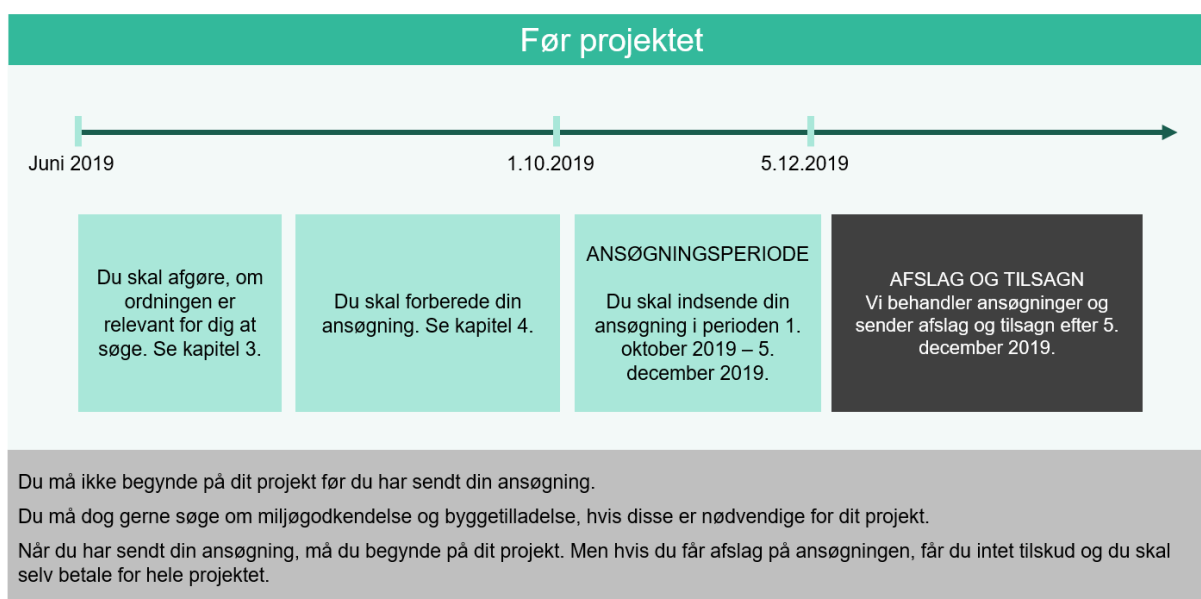 Før projektet
Juni 2019
1.10.2019
5.12.2019
Du skal afgøre, om
ordningen er
relevant for dig at
søge. Se kapitel 3.
Du skal forberede din
ansøgning. Se kapitel 4.
ANSØGNINGSPERIODE
Du skal indsende din
ansøgning i perioden 1.
oktober 2019 – 5.
december 2019.
AFSLAG OG TILSAGN
Vi behandler ansøgninger og
sender afslag og tilsagn efter 5.
december 2019.
Du må ikke begynde på dit projekt før du har sendt din ansøgning.
Du må dog gerne søge om miljøgodkendelse og byggetilladelse, hvis disse er nødvendige for dit projekt.
Når du har sendt din ansøgning, må du begynde på dit projekt. Men hvis du får afslag på ansøgningen, får du intet tilskud og du skal
selv betale for hele projektet.